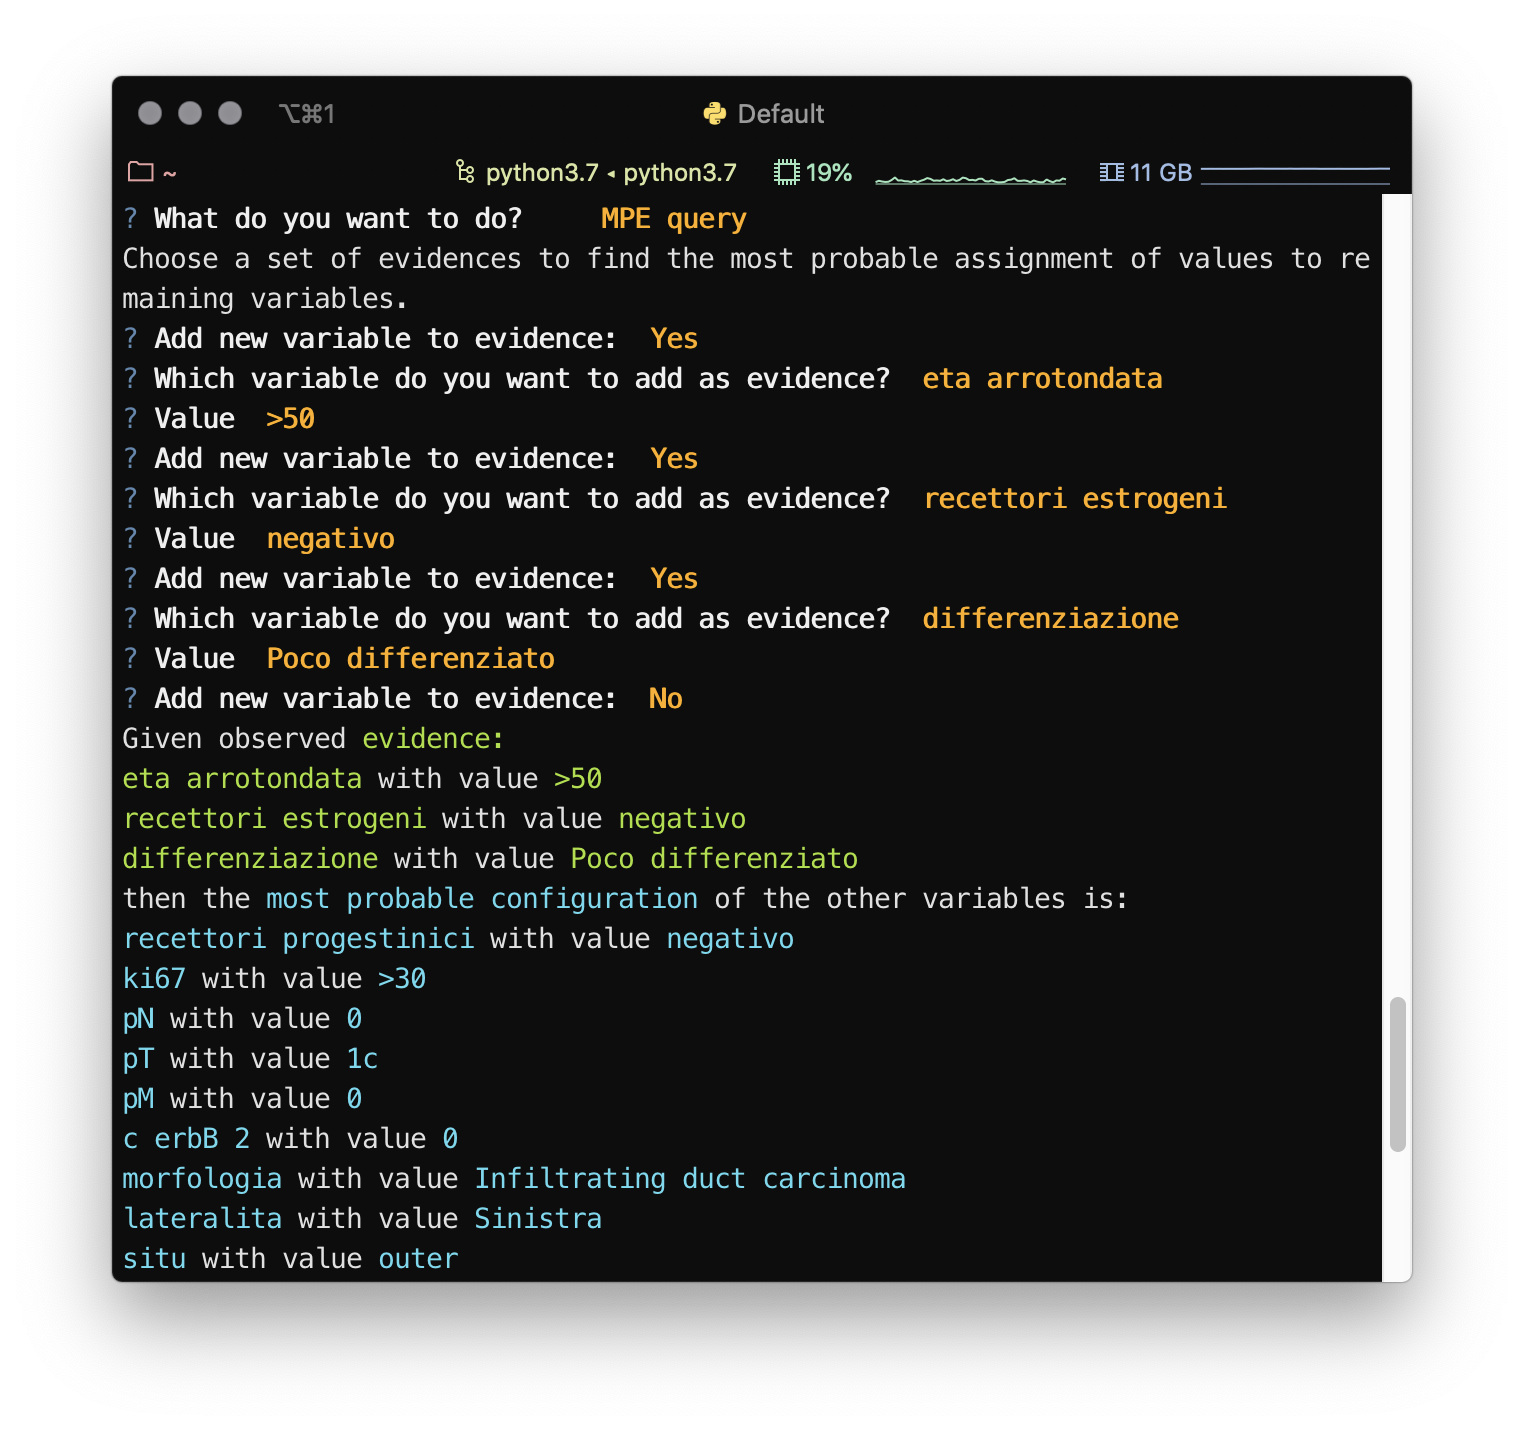 ⌥⌘1 Default
~ python3.7 ◂ python3.7 19% 11 GB
? What do you want to do? MPE query
Choose a set of evidences to find the most probable assignment of values to re
maining variables.
? Add new variable to evidence: Yes
? Which variable do you want to add as evidence? eta arrotondata
? Value >50
? Add new variable to evidence: Yes
? Which variable do you want to add as evidence? recettori estrogeni
? Value negativo
? Add new variable to evidence: Yes
? Which variable do you want to add as evidence? differenziazione
? Value Poco differenziato
? Add new variable to evidence: No
Given observed evidence:
eta arrotondata with value >50
recettori estrogeni with value negativo
differenziazione with value Poco differenziato
then the most probable configuration of the other variables is:
recettori progestinici with value negativo
ki67 with value >30
pN with value 0
pT with value 1c
pM with value 0
c erbB 2 with value 0
morfologia with value Infiltrating duct carcinoma
lateralita with value Sinistra
situ with value outer